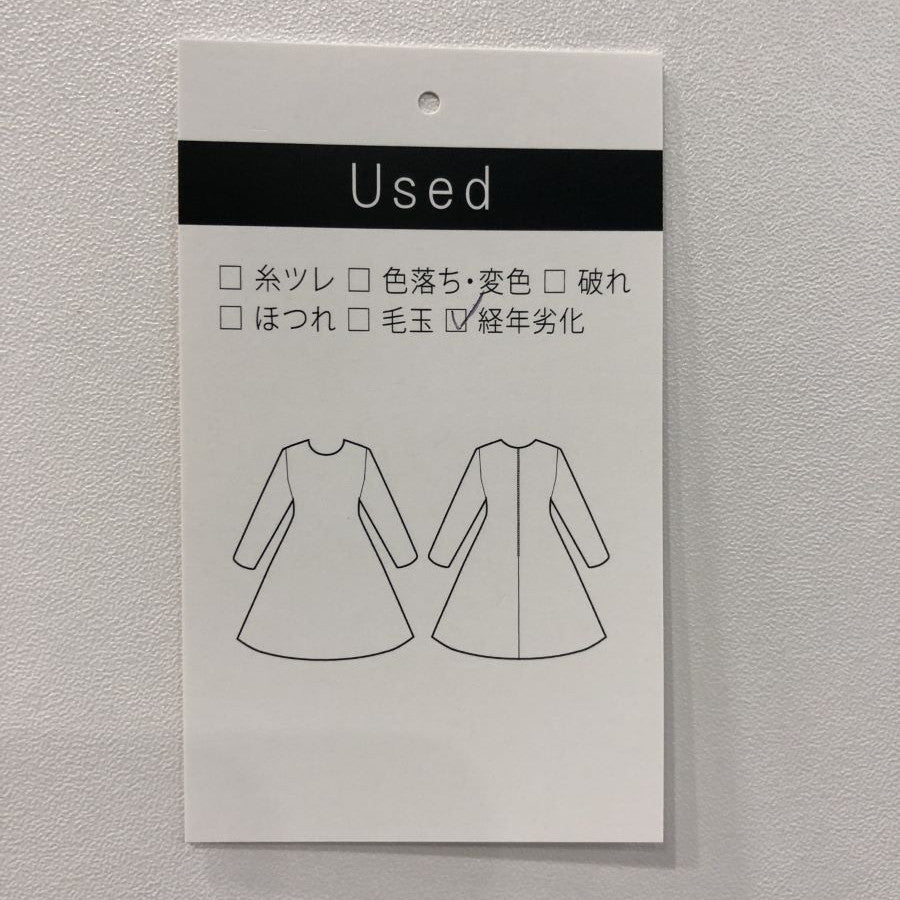 Used
□ 糸ツレ □ 色落ち・変色 □ 破れ
□ ほつれ □ 毛玉 ☑ 経年劣化